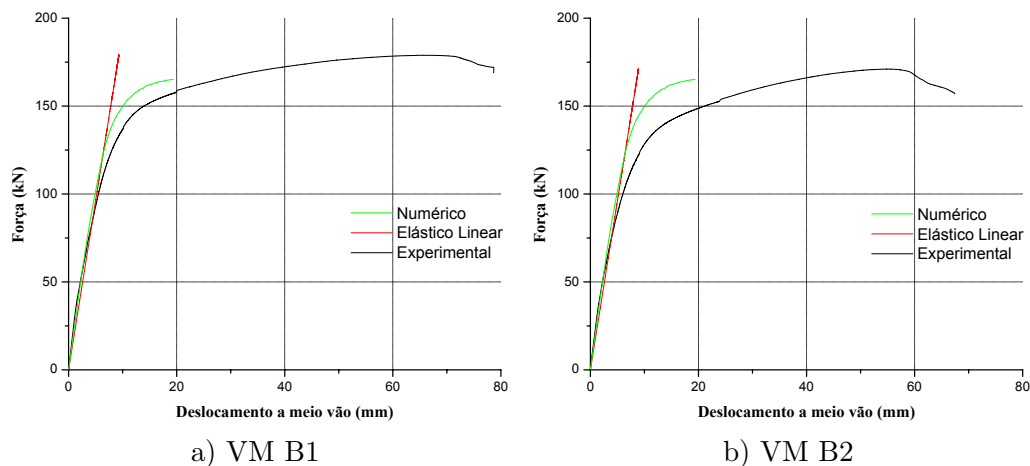 200
150
100
50
0
Força (kN)
Numérico
Elástico Linear
Experimental
0 20 40 60 80
Deslocamento a meio vão (mm)
a) VM B1
200
150
100
50
0
Força (kN)
Numérico
Elástico Linear
Experimental
0 20 40 60 80
Deslocamento a meio vão (mm)
b) VM B2